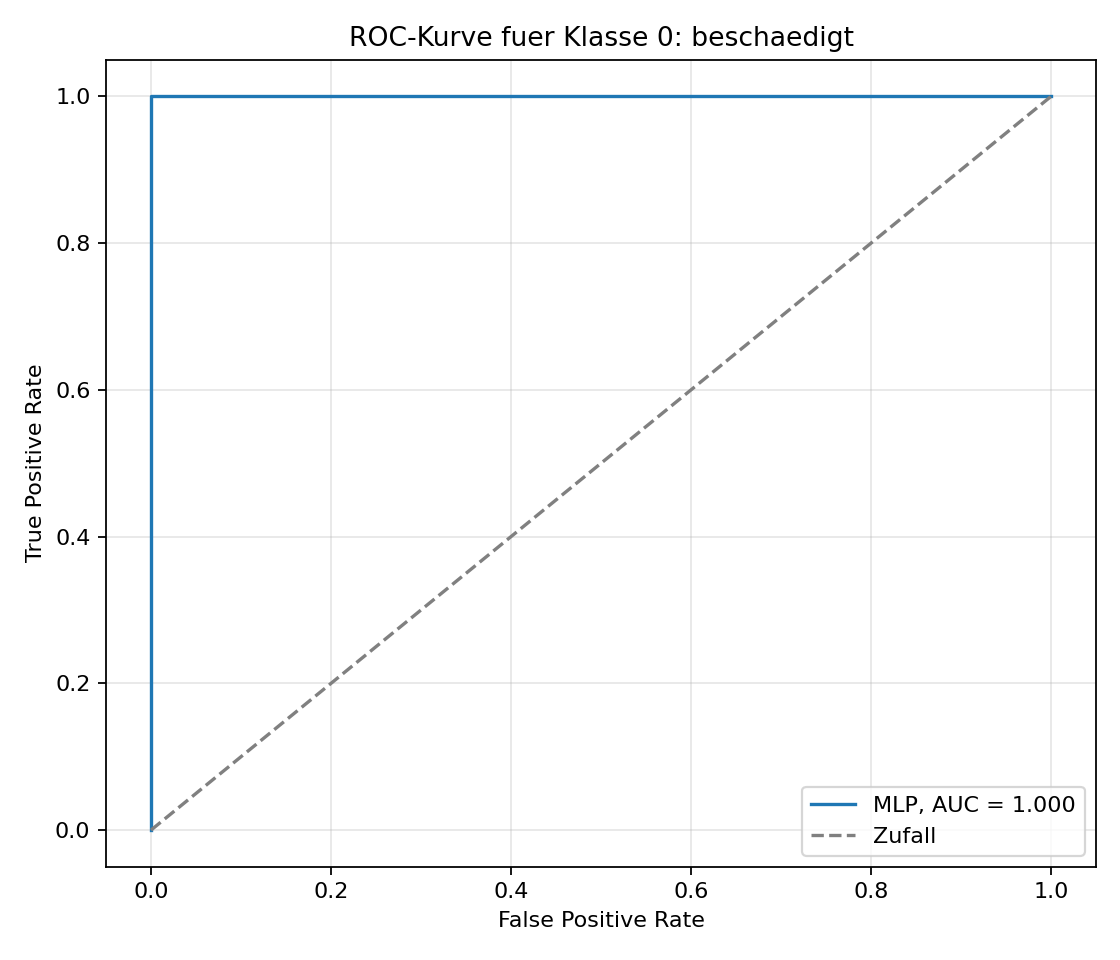 ROC-Kurve fuer Klasse 0: beschaedigt
True Positive Rate
1.0
0.8
0.6
0.4
0.2
0.0
MLP, AUC = 1.000
Zufall
0.0 0.2 0.4 0.6 0.8 1.0
False Positive Rate